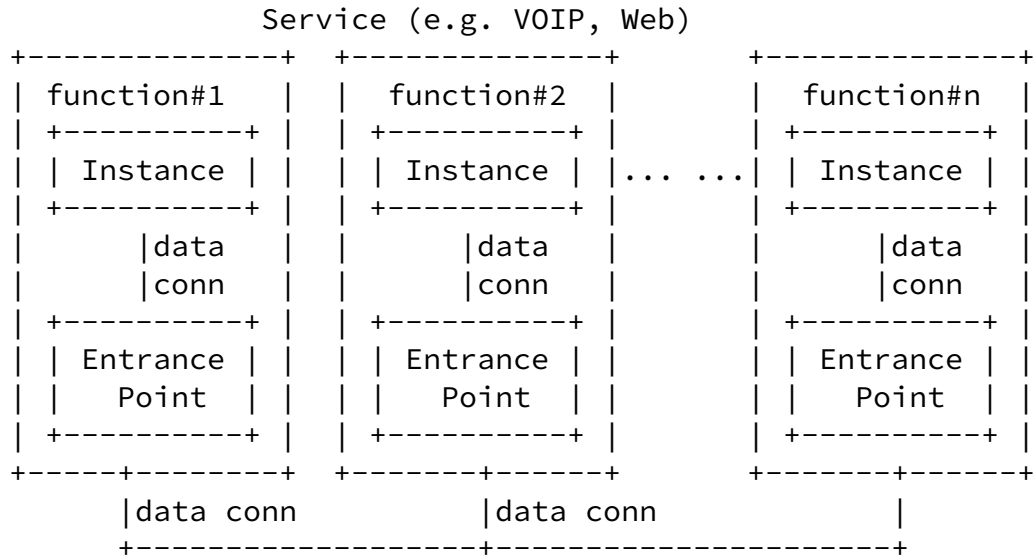 Service (e.g. VOIP, Web)
+--------------+  +--------------+       +--------------+
| function#1   |  |  function#2  |       |  function#n  |
| +----------+ |  | +----------+ |       | +----------+ |
| | Instance | |  | | Instance | |... ...| | Instance | |
| +----------+ |  | +----------+ |       | +----------+ |
|      |data   |  |      |data   |       |      |data   |
|      |conn   |  |      |conn   |       |      |conn   |
| +----------+ |  | +----------+ |       | +----------+ |
| | Entrance | |  | | Entrance | |       | | Entrance | |
| |   Point  | |  | |   Point  | |       | |   Point  | |
| +----------+ |  | +----------+ |       | +----------+ |
+-----+--------+  +-------+------+       +-------+------+
      |data conn          |data conn             |
      +-------------------+----------------------+